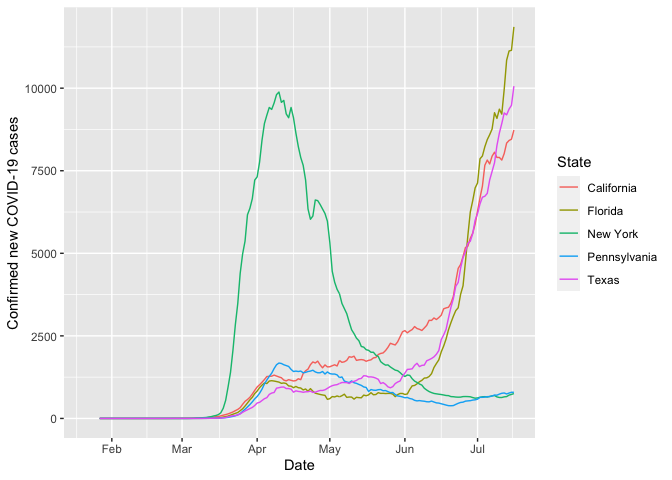 Confirmed new COVID-19 cases
10000
7500
5000
2500
0
Feb Mar Apr May Jun Jul
Date
State
California
Florida
New York
Pennsylvania
Texas